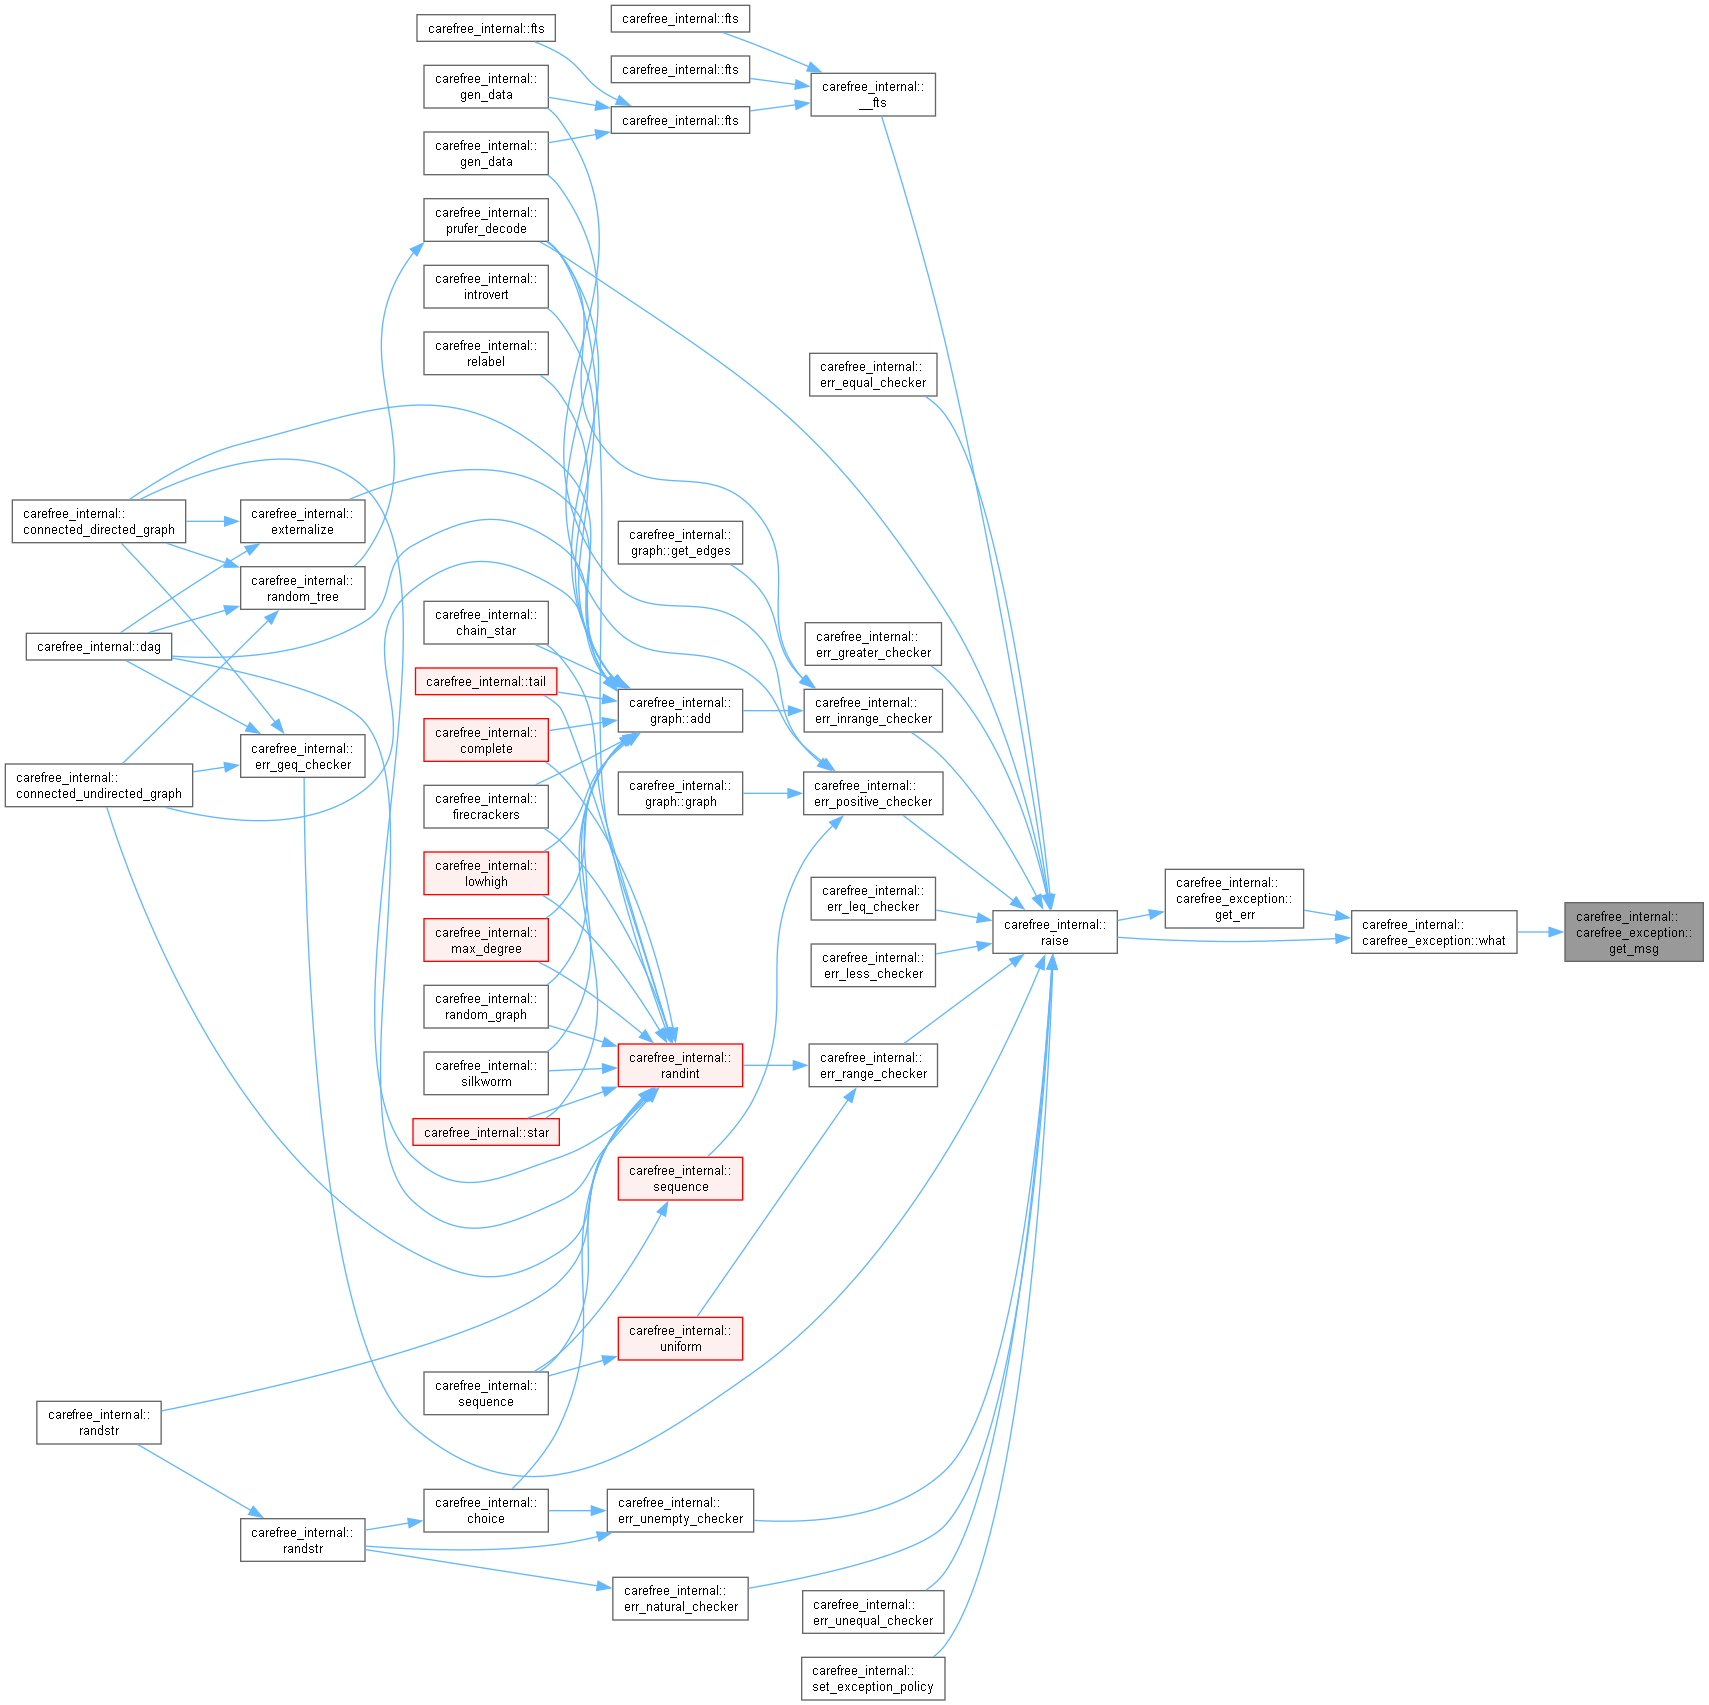 carefree_internal::fts
carefree_internal::fts
carefree_internal::fts
carefree_internal::
gen_data
carefree_internal::
__fts
carefree_internal::fts
carefree_internal::
gen_data
carefree_internal::
prufer_decode
carefree_internal::
introvert
carefree_internal::
relabel
carefree_internal::
err_equal_checker
carefree_internal::
connected_directed_graph
carefree_internal::
externalize
carefree_internal::
graph::get_edges
carefree_internal::
random_tree
carefree_internal::
chain_star
carefree_internal::dag
carefree_internal::
err_greater_checker
carefree_internal::tail
carefree_internal::
graph::add
carefree_internal::
err_inrange_checker
carefree_internal::
complete
carefree_internal::
err_geq_checker
carefree_internal::
connected_undirected_graph
carefree_internal::
graph::graph
carefree_internal::
err_positive_checker
carefree_internal::
firecrackers
carefree_internal::
lowhigh
carefree_internal::
err_leq_checker
carefree_internal::
carefree_exception::
get_err
carefree_internal::
max_degree
carefree_internal::
raise
carefree_internal::
carefree_exception::what
carefree_internal::
carefree_exception::
get_msg
carefree_internal::
err_less_checker
carefree_internal::
random_graph
carefree_internal::
silkworm
carefree_internal::
randint
carefree_internal::
err_range_checker
carefree_internal::star
carefree_internal::
sequence
carefree_internal::
uniform
carefree_internal::
sequence
carefree_internal::
randstr
carefree_internal::
choice
carefree_internal::
err_unempty_checker
carefree_internal::
randstr
carefree_internal::
err_natural_checker
carefree_internal::
err_unequal_checker
carefree_internal::
set_exception_policy